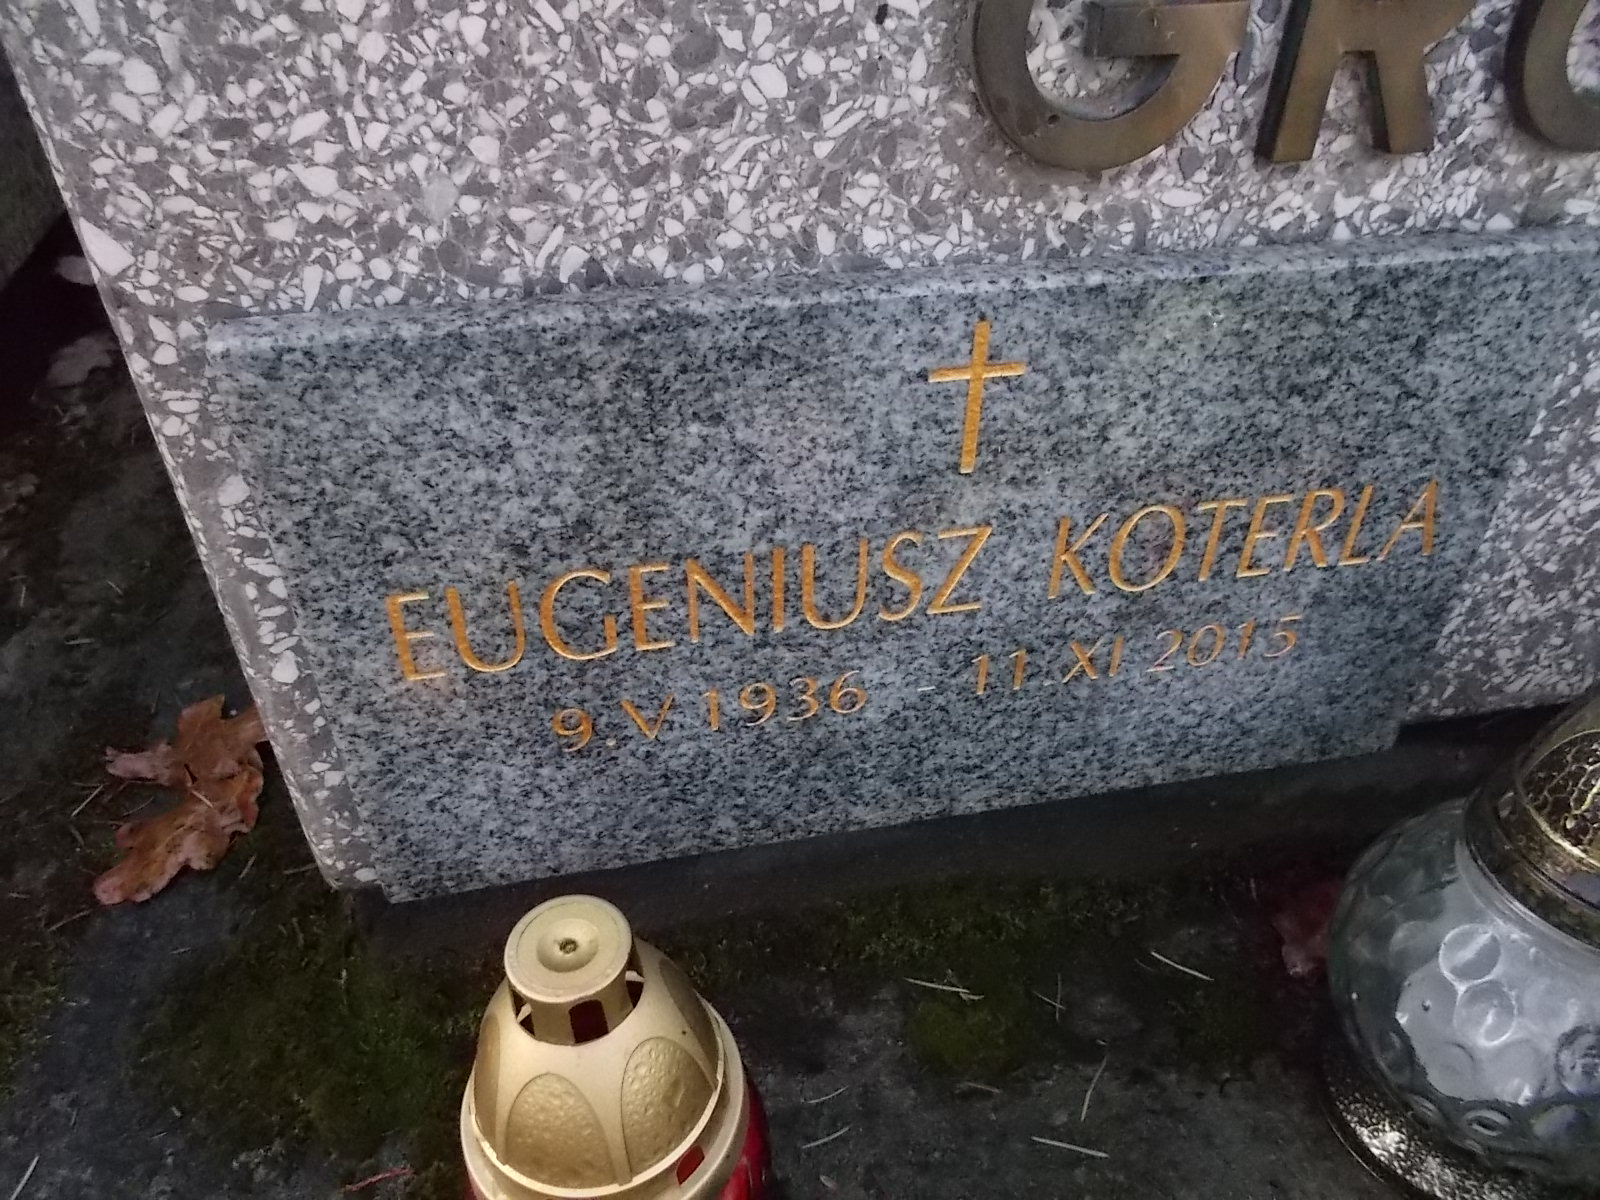 EUGENIUSZ KOTERLA
9.V 1936 - 11 XI 2015